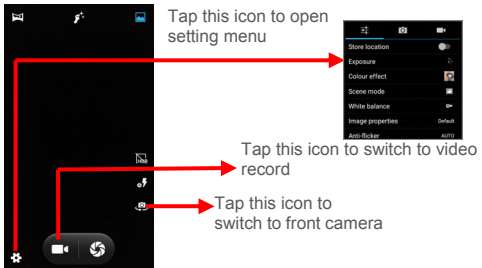 Tap this icon to open
setting menu
Store location
Exposure
Colour effect
Scene mode
White balance
Image properties Default
Anti-flicker AUTO
Tap this icon to switch to video
record
Tap this icon to
switch to front camera